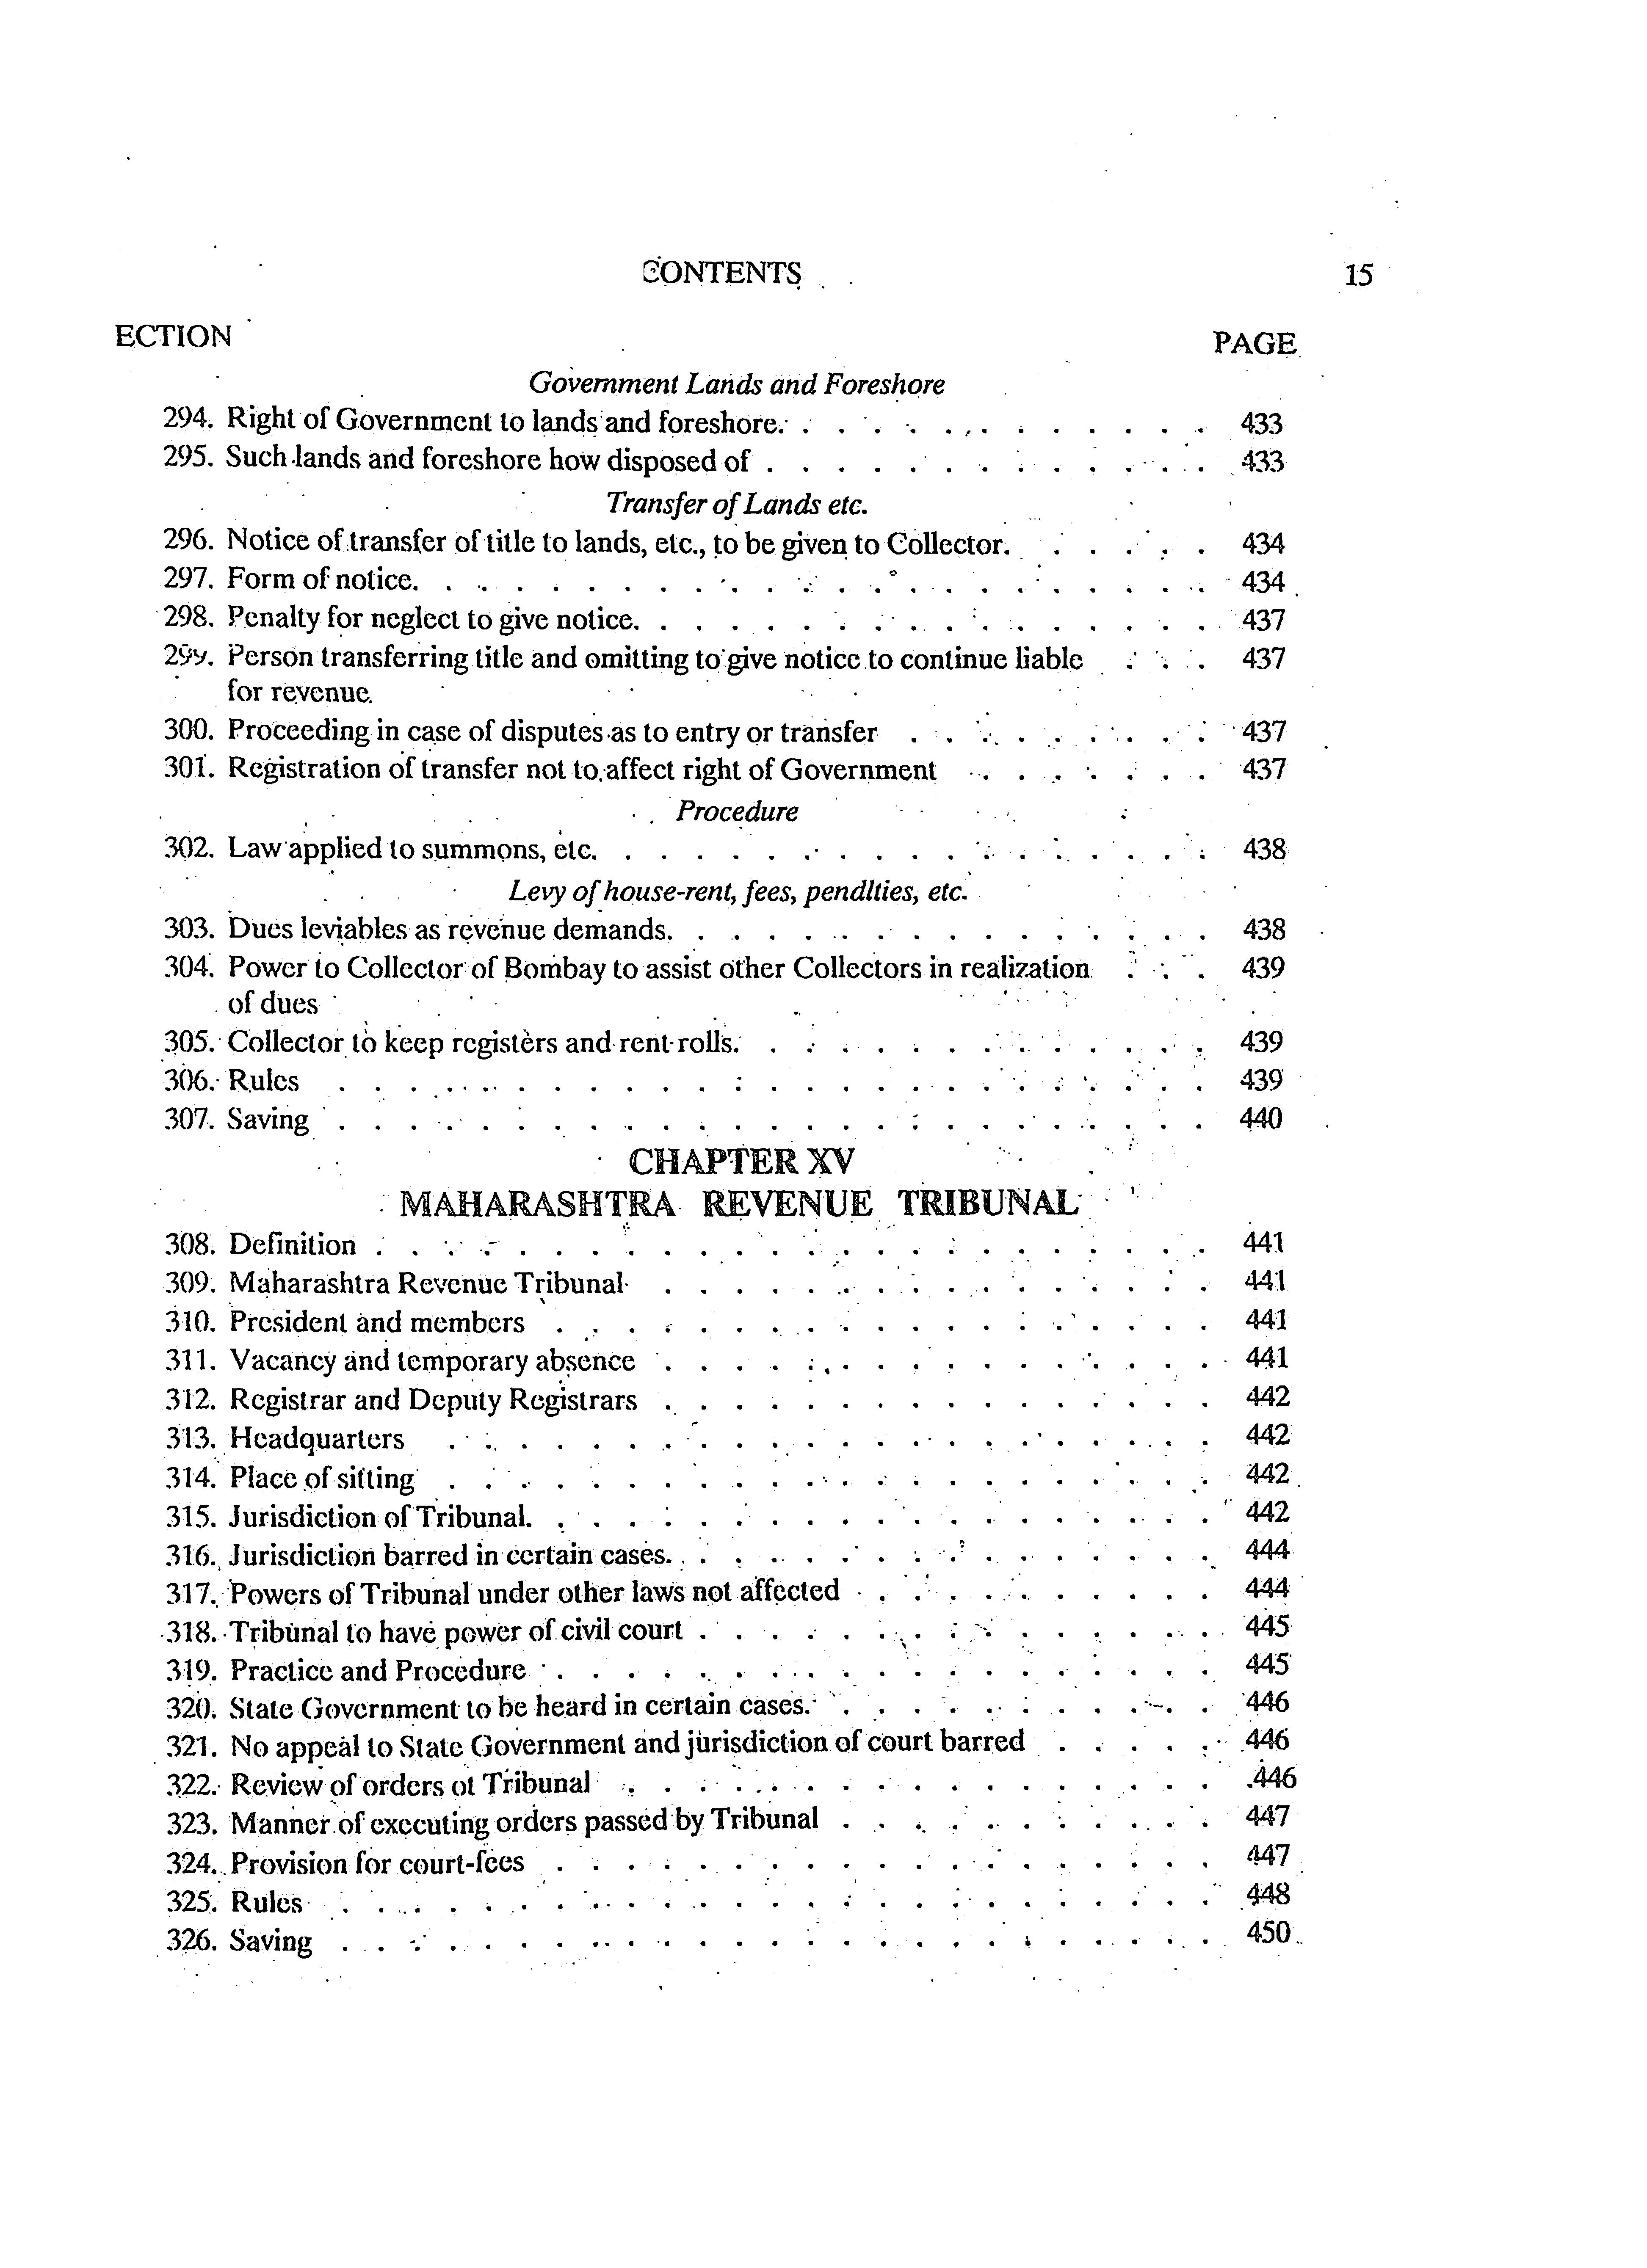 CONTENTS 15
ECTION PAGE
Government Lands and Foreshore
294. Right of Government to lands and foreshore. . . . . . . . . . . . . 433
295. Such lands and foreshore how disposed of . . . . . . . . . . . . . 433
Transfer of Lands etc.
296. Notice of transfer of title to lands, etc., to be given to Collector. . . . . . 434
297. Form of notice. . . . . . . . . . . . . . . . . . . . . . . 434
298. Penalty for neglect to give notice. . . . . . . . . . . . . . . . . 437
299. Person transferring title and omitting to give notice to continue liable . . . 437
for revenue.
300. Proceeding in case of disputes as to entry or transfer . . . . . . . . . 437
301. Registration of transfer not to affect right of Government . . . . . . . 437
Procedure
302. Law applied to summons, etc. . . . . . . . . . . . . . . . . . 438
Levy of house-rent, fees, pendlties, etc.
303. Dues leviables as revenue demands. . . . . . . . . . . . . . . . 438
304. Power to Collector of Bombay to assist other Collectors in realization . . . 439
of dues
305. Collector to keep registers and rent rolls. . . . . . . . . . . . . . 439
306. Rules . . . . . . . . . . . . . . . . . . . . . . . . . 439
307. Saving . . . . . . . . . . . . . . . . . . . . . . . . . 440
CHAPTER XV
MAHARASHTRA REVENUE TRIBUNAL
308. Definition . . . . . . . . . . . . . . . . . . . . . . . . 441
309. Maharashtra Revenue Tribunal . . . . . . . . . . . . . . . . 441
310. President and members . . . . . . . . . . . . . . . . . . . 441
311. Vacancy and temporary absence . . . . . . . . . . . . . . . . 441
312. Registrar and Deputy Registrars . . . . . . . . . . . . . . . . 442
313. Headquarters . . . . . . . . . . . . . . . . . . . . . . 442
314. Place of sitting . . . . . . . . . . . . . . . . . . . . . . 442
315. Jurisdiction of Tribunal. . . . . . . . . . . . . . . . . . . . 442
316. Jurisdiction barred in certain cases. . . . . . . . . . . . . . . . 444
317. Powers of Tribunal under other laws not affected . . . . . . . . . . 444
318. Tribunal to have power of civil court . . . . . . . . . . . . . . . 445
319. Practice and Procedure . . . . . . . . . . . . . . . . . . . 445
320. State Government to be heard in certain cases. . . . . . . . . . . . 446
321. No appeal to State Government and jurisdiction of court barred . . . . . 446
322. Review of orders ot Tribunal . . . . . . . . . . . . . . . . . 446
323. Manner of executing orders passed by Tribunal . . . . . . . . . . . 447
324. Provision for court-fees . . . . . . . . . . . . . . . . . . . 447
325. Rules . . . . . . . . . . . . . . . . . . . . . . . . . 448
326. Saving . . . . . . . . . . . . . . . . . . . . . . . . . 450